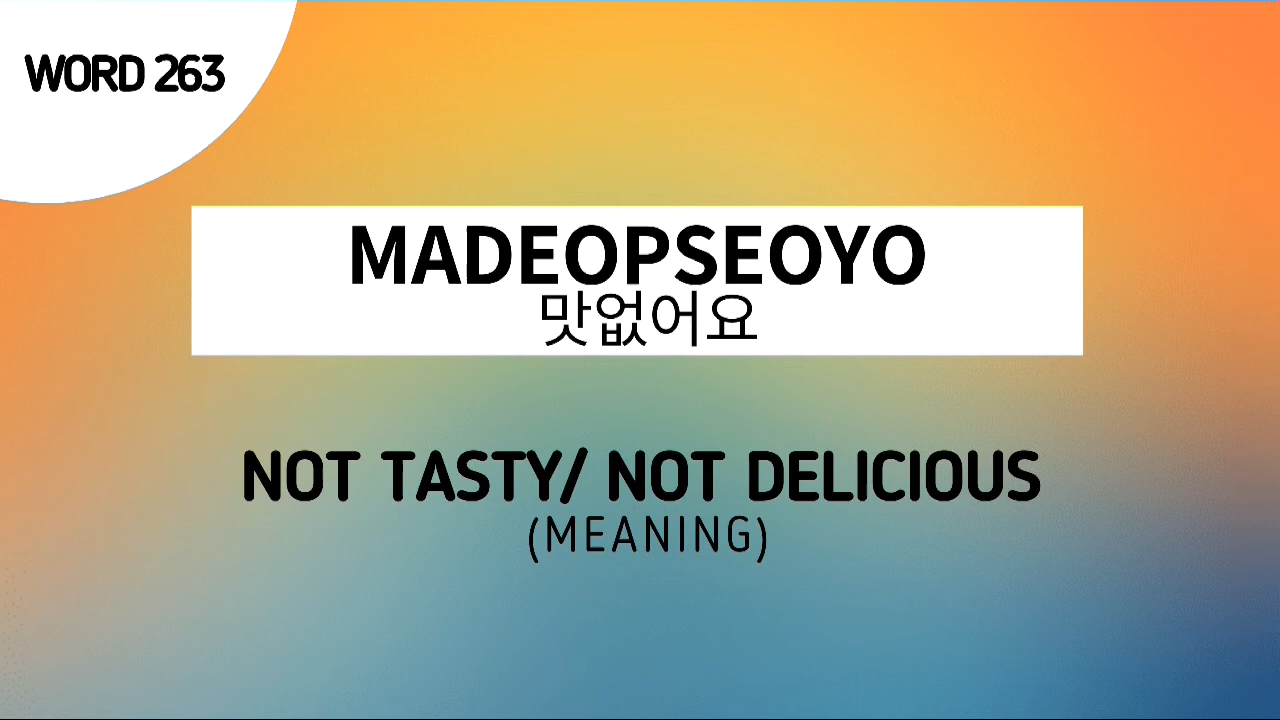 WORD 263
MADEOPSEOYO
맛없어요
NOT TASTY/ NOT DELICIOUS
(MEANING)